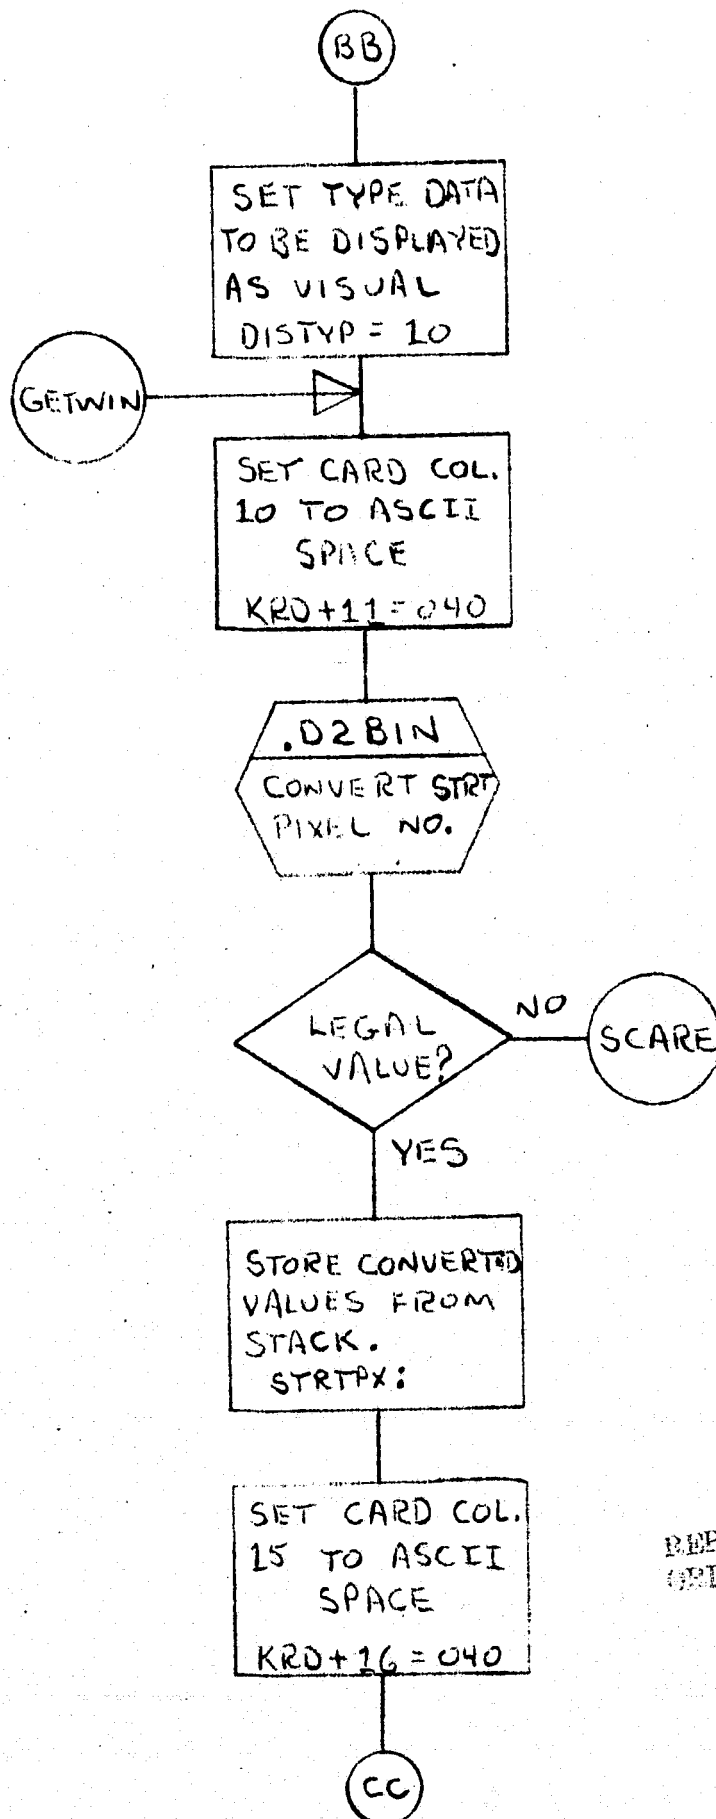 BB
SET TYPE DATA
TO BE DISPLAYED
AS VISUAL
DISTYP = 10
GETWIN
SET CARD COL.
10 TO ASCII
SPACE
KRD+11=040
.D2BIN
CONVERT STRT
PIXEL NO.
LEGAL
VALUE?
NO
SCARE
YES
STORE CONVERTED
VALUES FROM
STACK.
STRTPX:
SET CARD COL.
15 TO ASCII
SPACE
KRD+16=040
CC